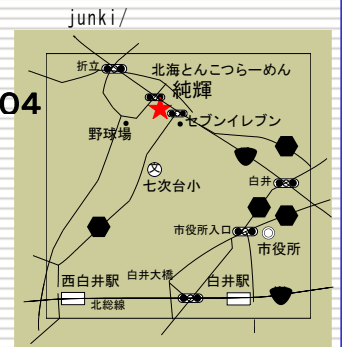 junki/
折立
北海とんこつらーめん
純輝
04
セブンイレブン
野球場
七次台小
白井
市役所入口
市役所
白井大橋
西白井駅
白井駅
北総線